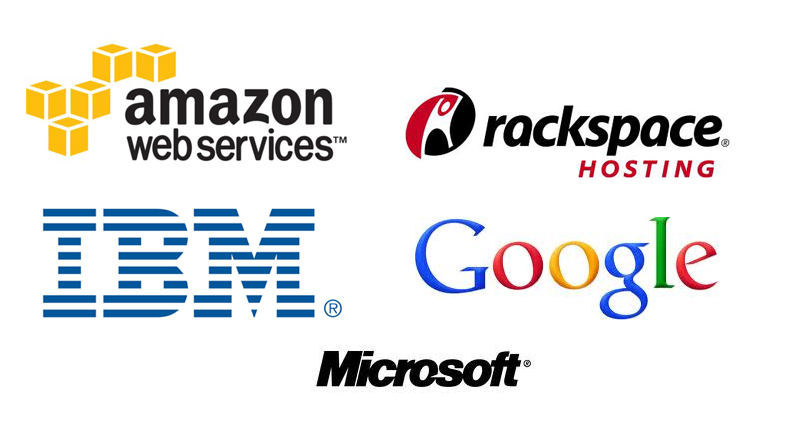 amazon
web services™
rackspace®
HOSTING
IBM®
Google
Microsoft®